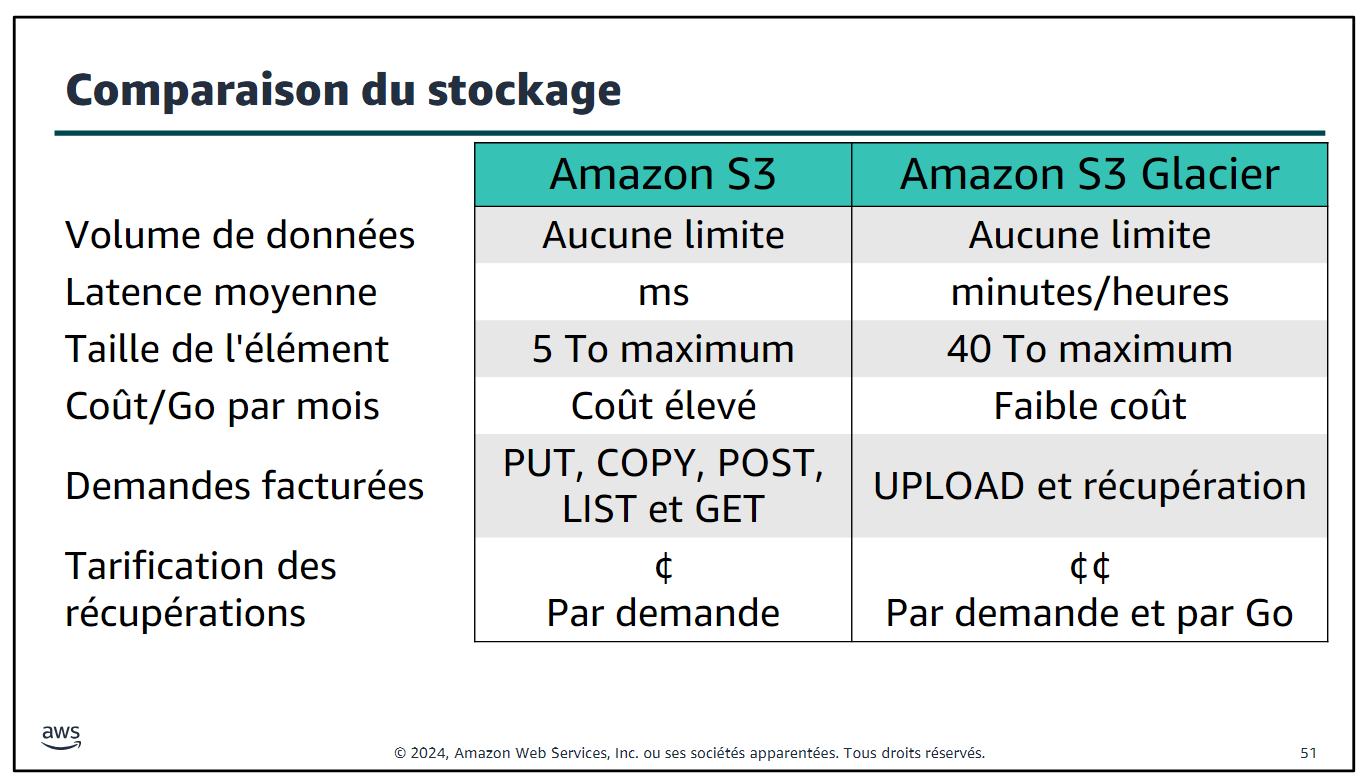 Comparaison du stockage
Amazon S3
Amazon S3 Glacier
Volume de données
Aucune limite
Aucune limite
Latence moyenne
ms
minutes/heures
Taille de l'élément
5 To maximum
40 To maximum
Coût/Go par mois
Coût élevé
Faible coût
Demandes facturées
PUT, COPY, POST,
LIST et GET
UPLOAD et récupération
Tarification des
récupérations
¢
Par demande
¢¢
Par demande et par Go
aws
© 2024, Amazon Web Services, Inc. ou ses sociétés apparentées. Tous droits réservés.
51